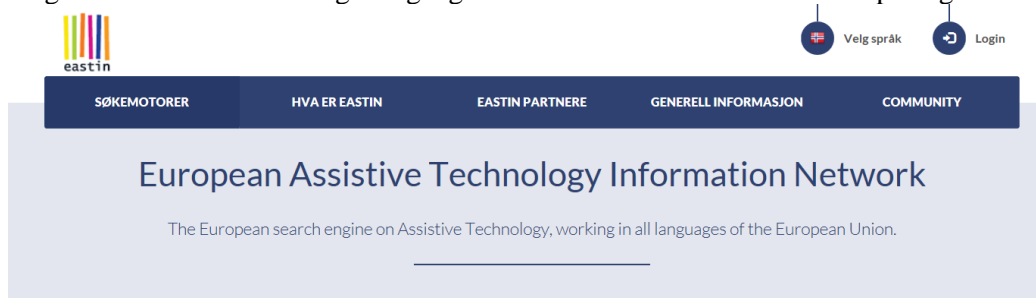 eastin
Velg språk
Login
SØKEMOTORER
HVA ER EASTIN
EASTIN PARTNERE
GENERELL INFORMASJON
COMMUNITY
European Assistive Technology Information Network
The European search engine on Assistive Technology, working in all languages of the European Union.